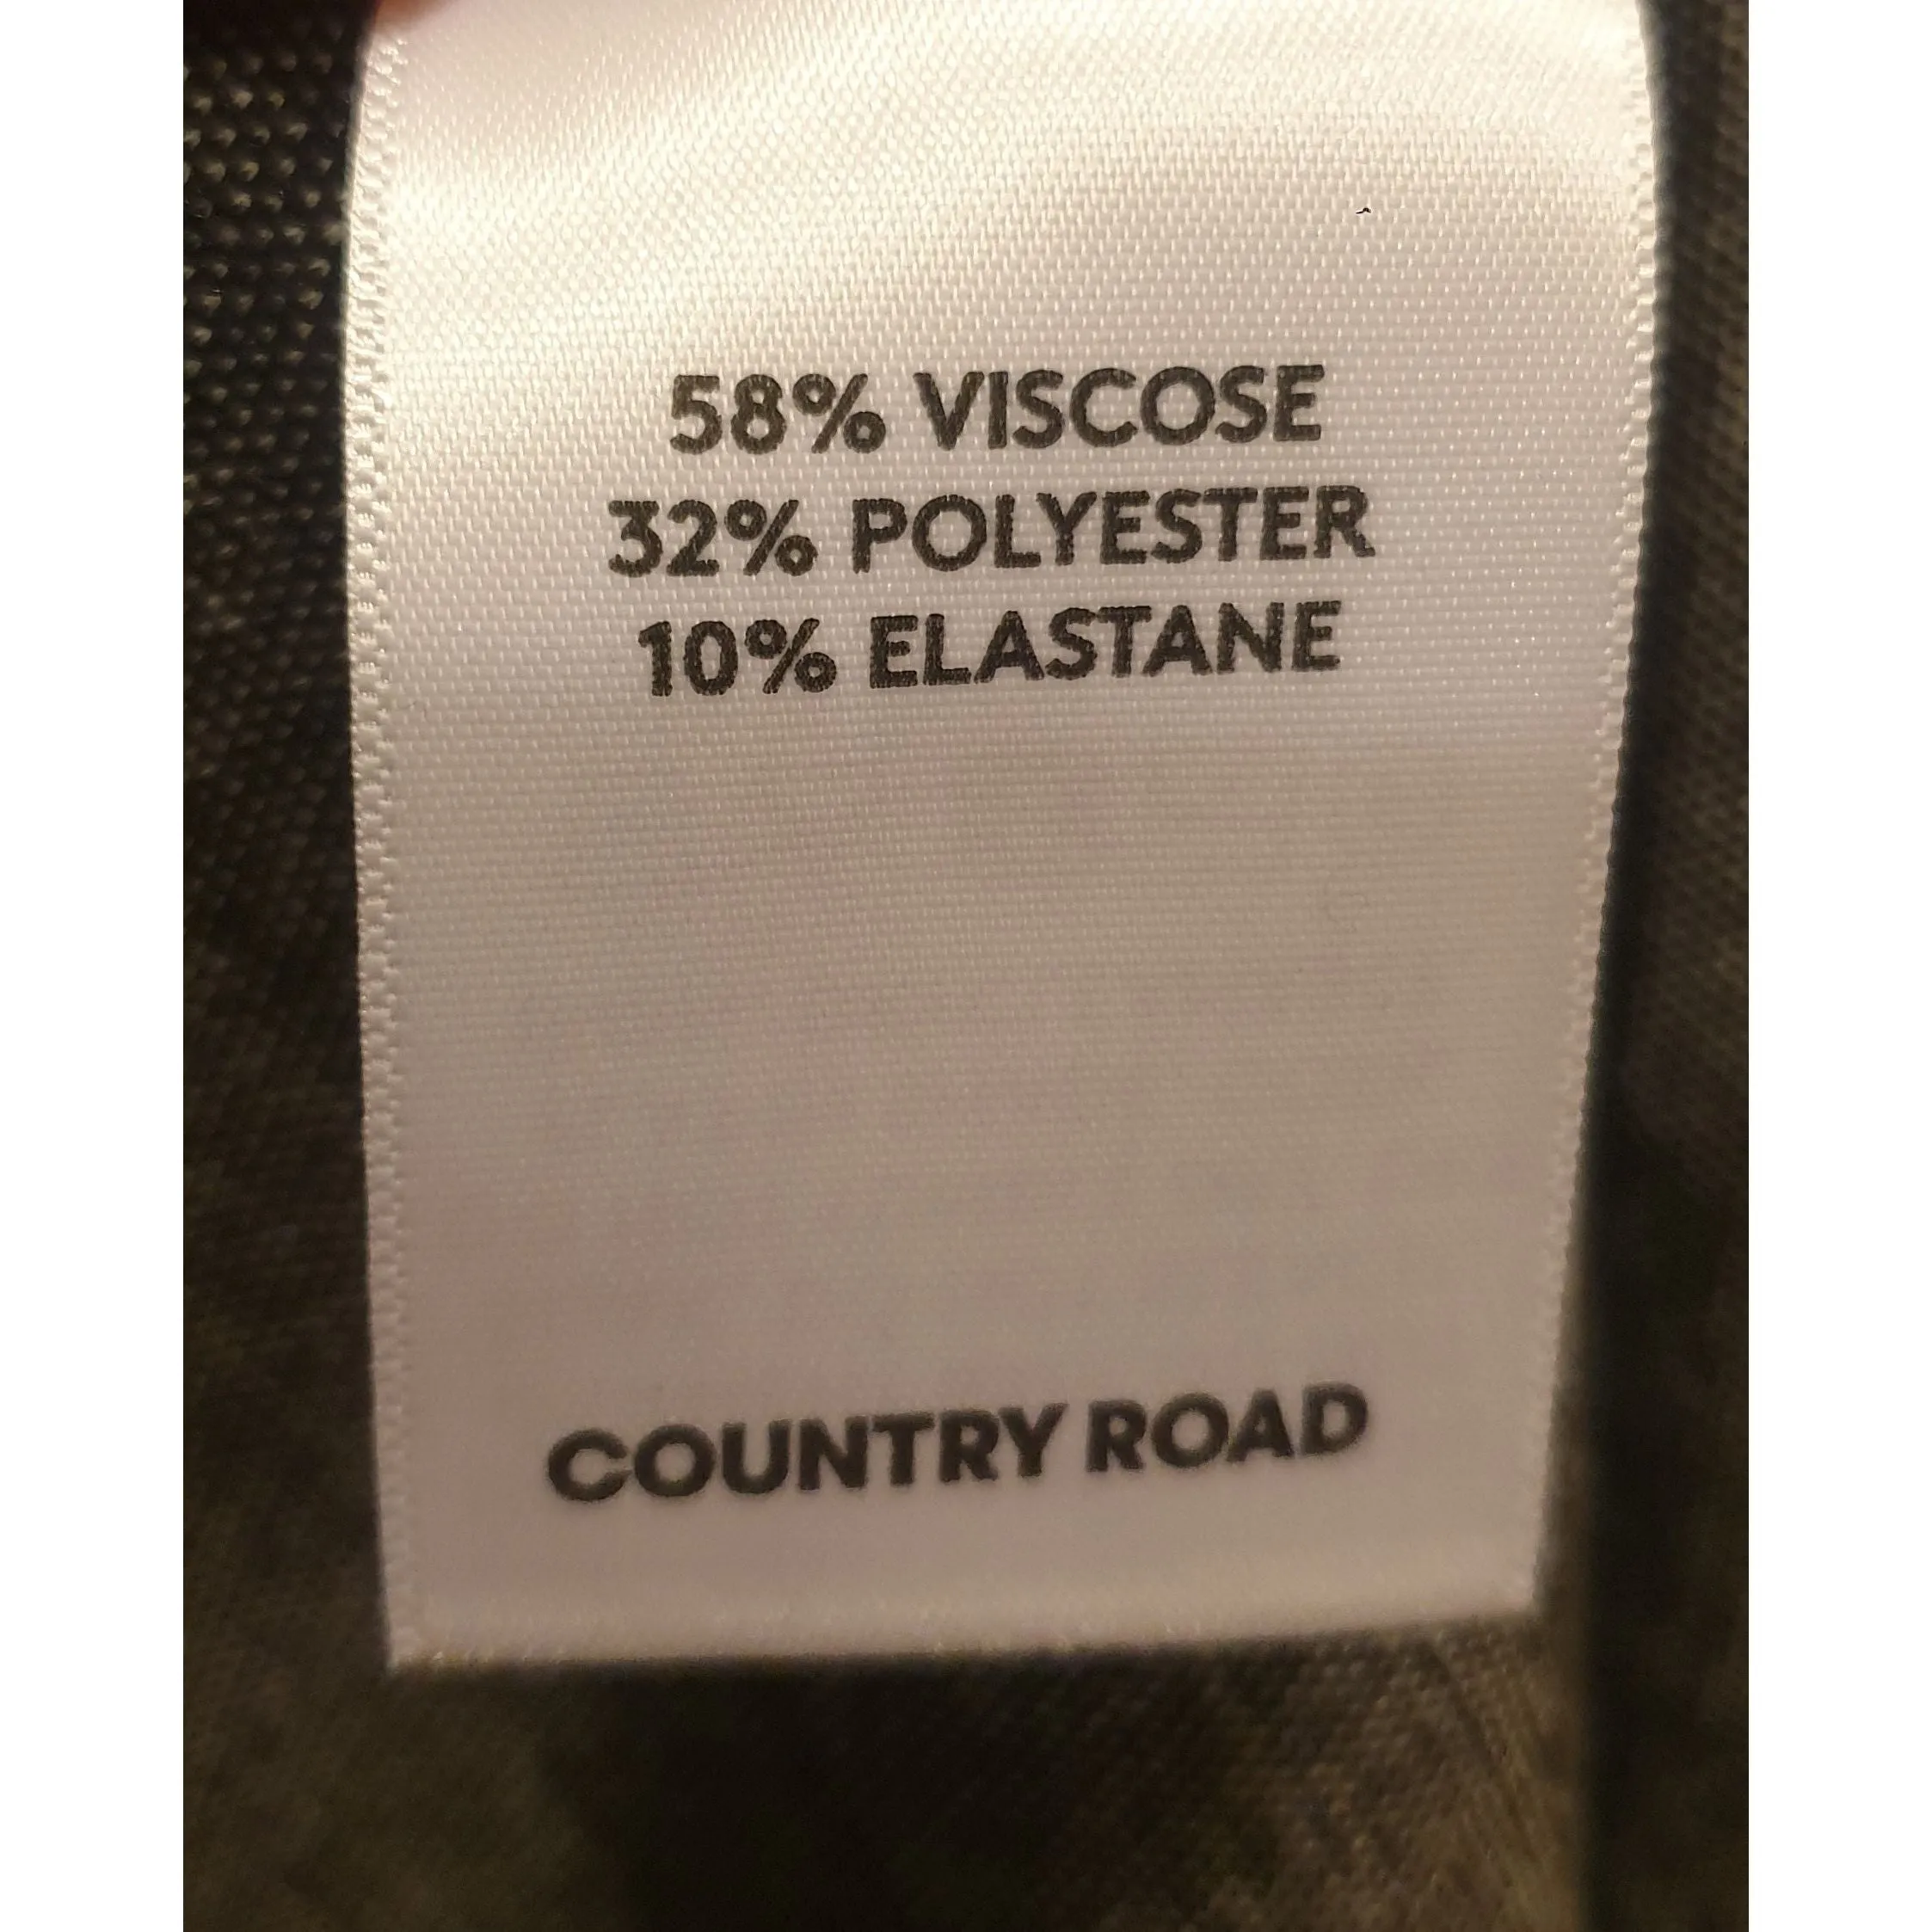 58% VISCOSE
32% POLYESTER
10% ELASTANE
COUNTRY ROAD